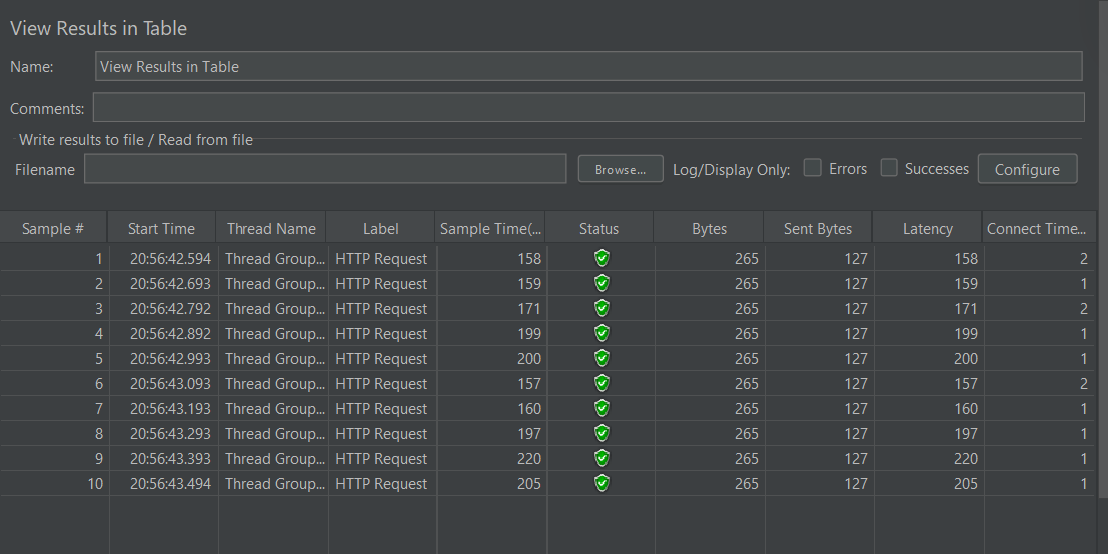 View Results in Table
Name: View Results in Table
Comments:
Write results to file / Read from file
Filename Browse... Log/Display Only: Errors Successes Configure
Sample # Start Time Thread Name Label Sample Time(... Status Bytes Sent Bytes Latency Connect Time...
1 20:56:42.594 Thread Group... HTTP Request 158 265 127 158 2
2 20:56:42.693 Thread Group... HTTP Request 159 265 127 159 1
3 20:56:42.792 Thread Group... HTTP Request 171 265 127 171 2
4 20:56:42.892 Thread Group... HTTP Request 199 265 127 199 1
5 20:56:42.993 Thread Group... HTTP Request 200 265 127 200 1
6 20:56:43.093 Thread Group... HTTP Request 157 265 127 157 2
7 20:56:43.193 Thread Group... HTTP Request 160 265 127 160 1
8 20:56:43.293 Thread Group... HTTP Request 197 265 127 197 1
9 20:56:43.393 Thread Group... HTTP Request 220 265 127 220 1
10 20:56:43.494 Thread Group... HTTP Request 205 265 127 205 1